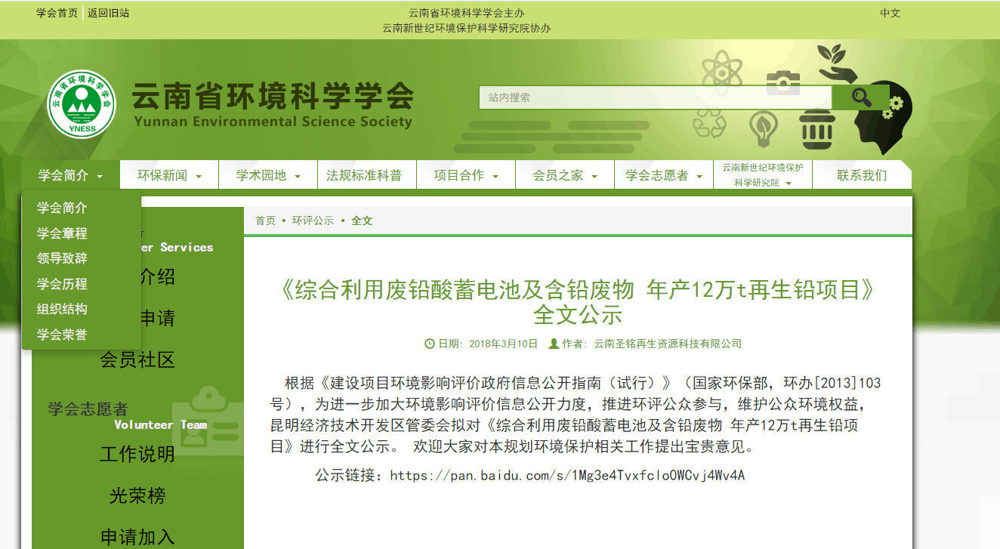 学会首页 返回旧站
云南省环境科学学会主办
云南新世纪环境保护科学研究院协办
中文
云南省环境科学学会
YNESS
云南省环境科学学会
Yunnan Environmental Science Society
站内搜索
学会简介 环保新闻 学术园地 法规标准科普 项目合作 会员之家 学会志愿者 云南新世纪环境保护
科学研究院 联系我们
学会简介
学会章程
领导致辞
学会历程
组织结构
学会荣誉
er Services
介绍
申请
会员社区
学会志愿者
Volunteer Team
工作说明
光荣榜
申请加入
首页 • 环评公示 • 全文
《综合利用废铅酸蓄电池及含铅废物 年产12万t再生铅项目》
全文公示
日期: 2018年3月10日 作者: 云南圣铭再生资源科技有限公司
根据《建设项目环境影响评价政府信息公开指南（试行）》（国家环保部，环办[2013]103
号），为进一步加大环境影响评价信息公开力度，推进环评公众参与，维护公众环境权益，
昆明经济技术开发区管委会拟对《综合利用废铅酸蓄电池及含铅废物 年产12万t再生铅项
目》进行全文公示。 欢迎大家对本规划环境保护相关工作提出宝贵意见。
公示链接：https://pan.baidu.com/s/1Mg3e4TvxfcloOWCvj4Wv4A